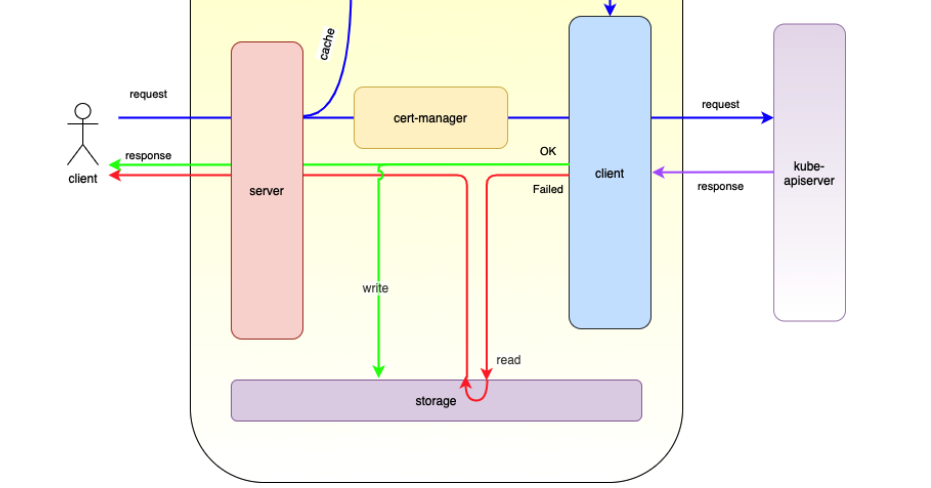 cache
request
cert-manager
request
OK
response
client
server
Failed
client
kube-
apiserver
response
write
read
storage